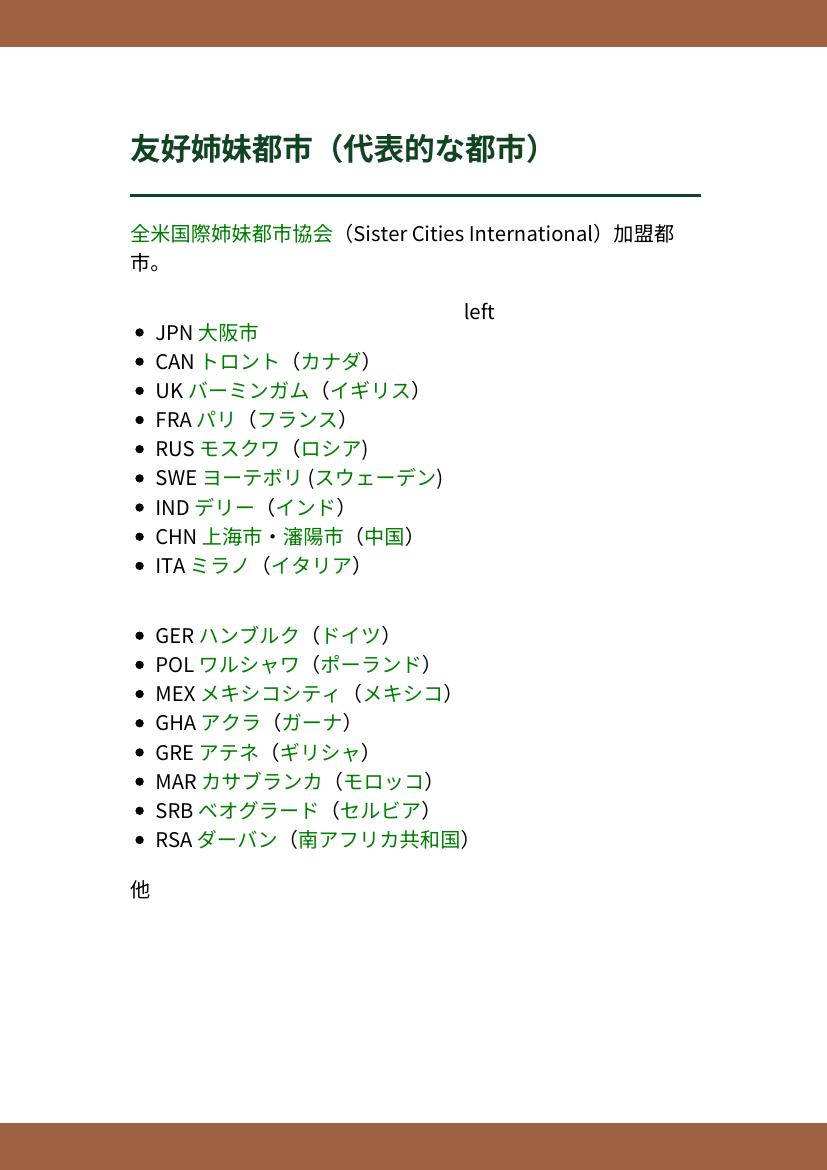 友好姉妹都市（代表的な都市）
全米国際姉妹都市協会（Sister Cities International）加盟都
市。
left
JPN 大阪市
CAN トロント（カナダ）
UK バーミンガム（イギリス）
FRA パリ（フランス）
RUS モスクワ（ロシア)
SWE ヨーテボリ (スウェーデン)
IND デリー（インド）
CHN 上海市・瀋陽市（中国）
ITA ミラノ（イタリア）
GER ハンブルク（ドイツ）
POL ワルシャワ（ポーランド）
MEX メキシコシティ（メキシコ）
GHA アクラ（ガーナ）
GRE アテネ（ギリシャ）
MAR カサブランカ（モロッコ）
SRB ベオグラード（セルビア）
RSA ダーバン（南アフリカ共和国）
他